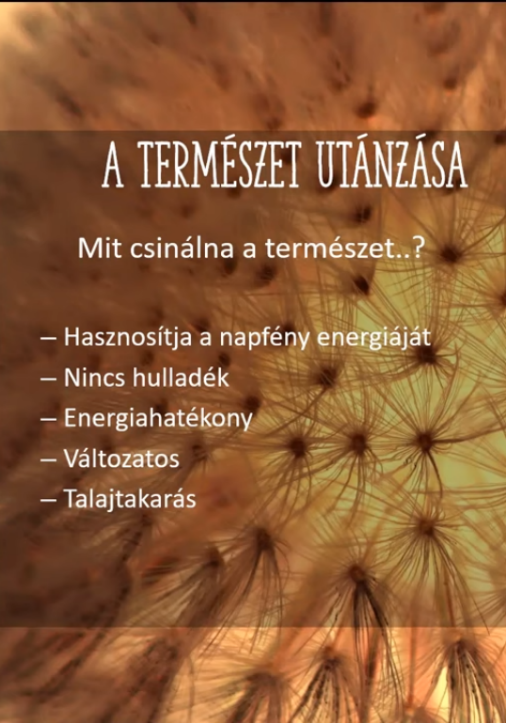 A TERMÉSZET UTÁNZÁSA
Mit csinálna a természet..?
– Hasznosítja a napfény energiáját
– Nincs hulladék
– Energiahatékony
– Változatos
– Talajtakarás